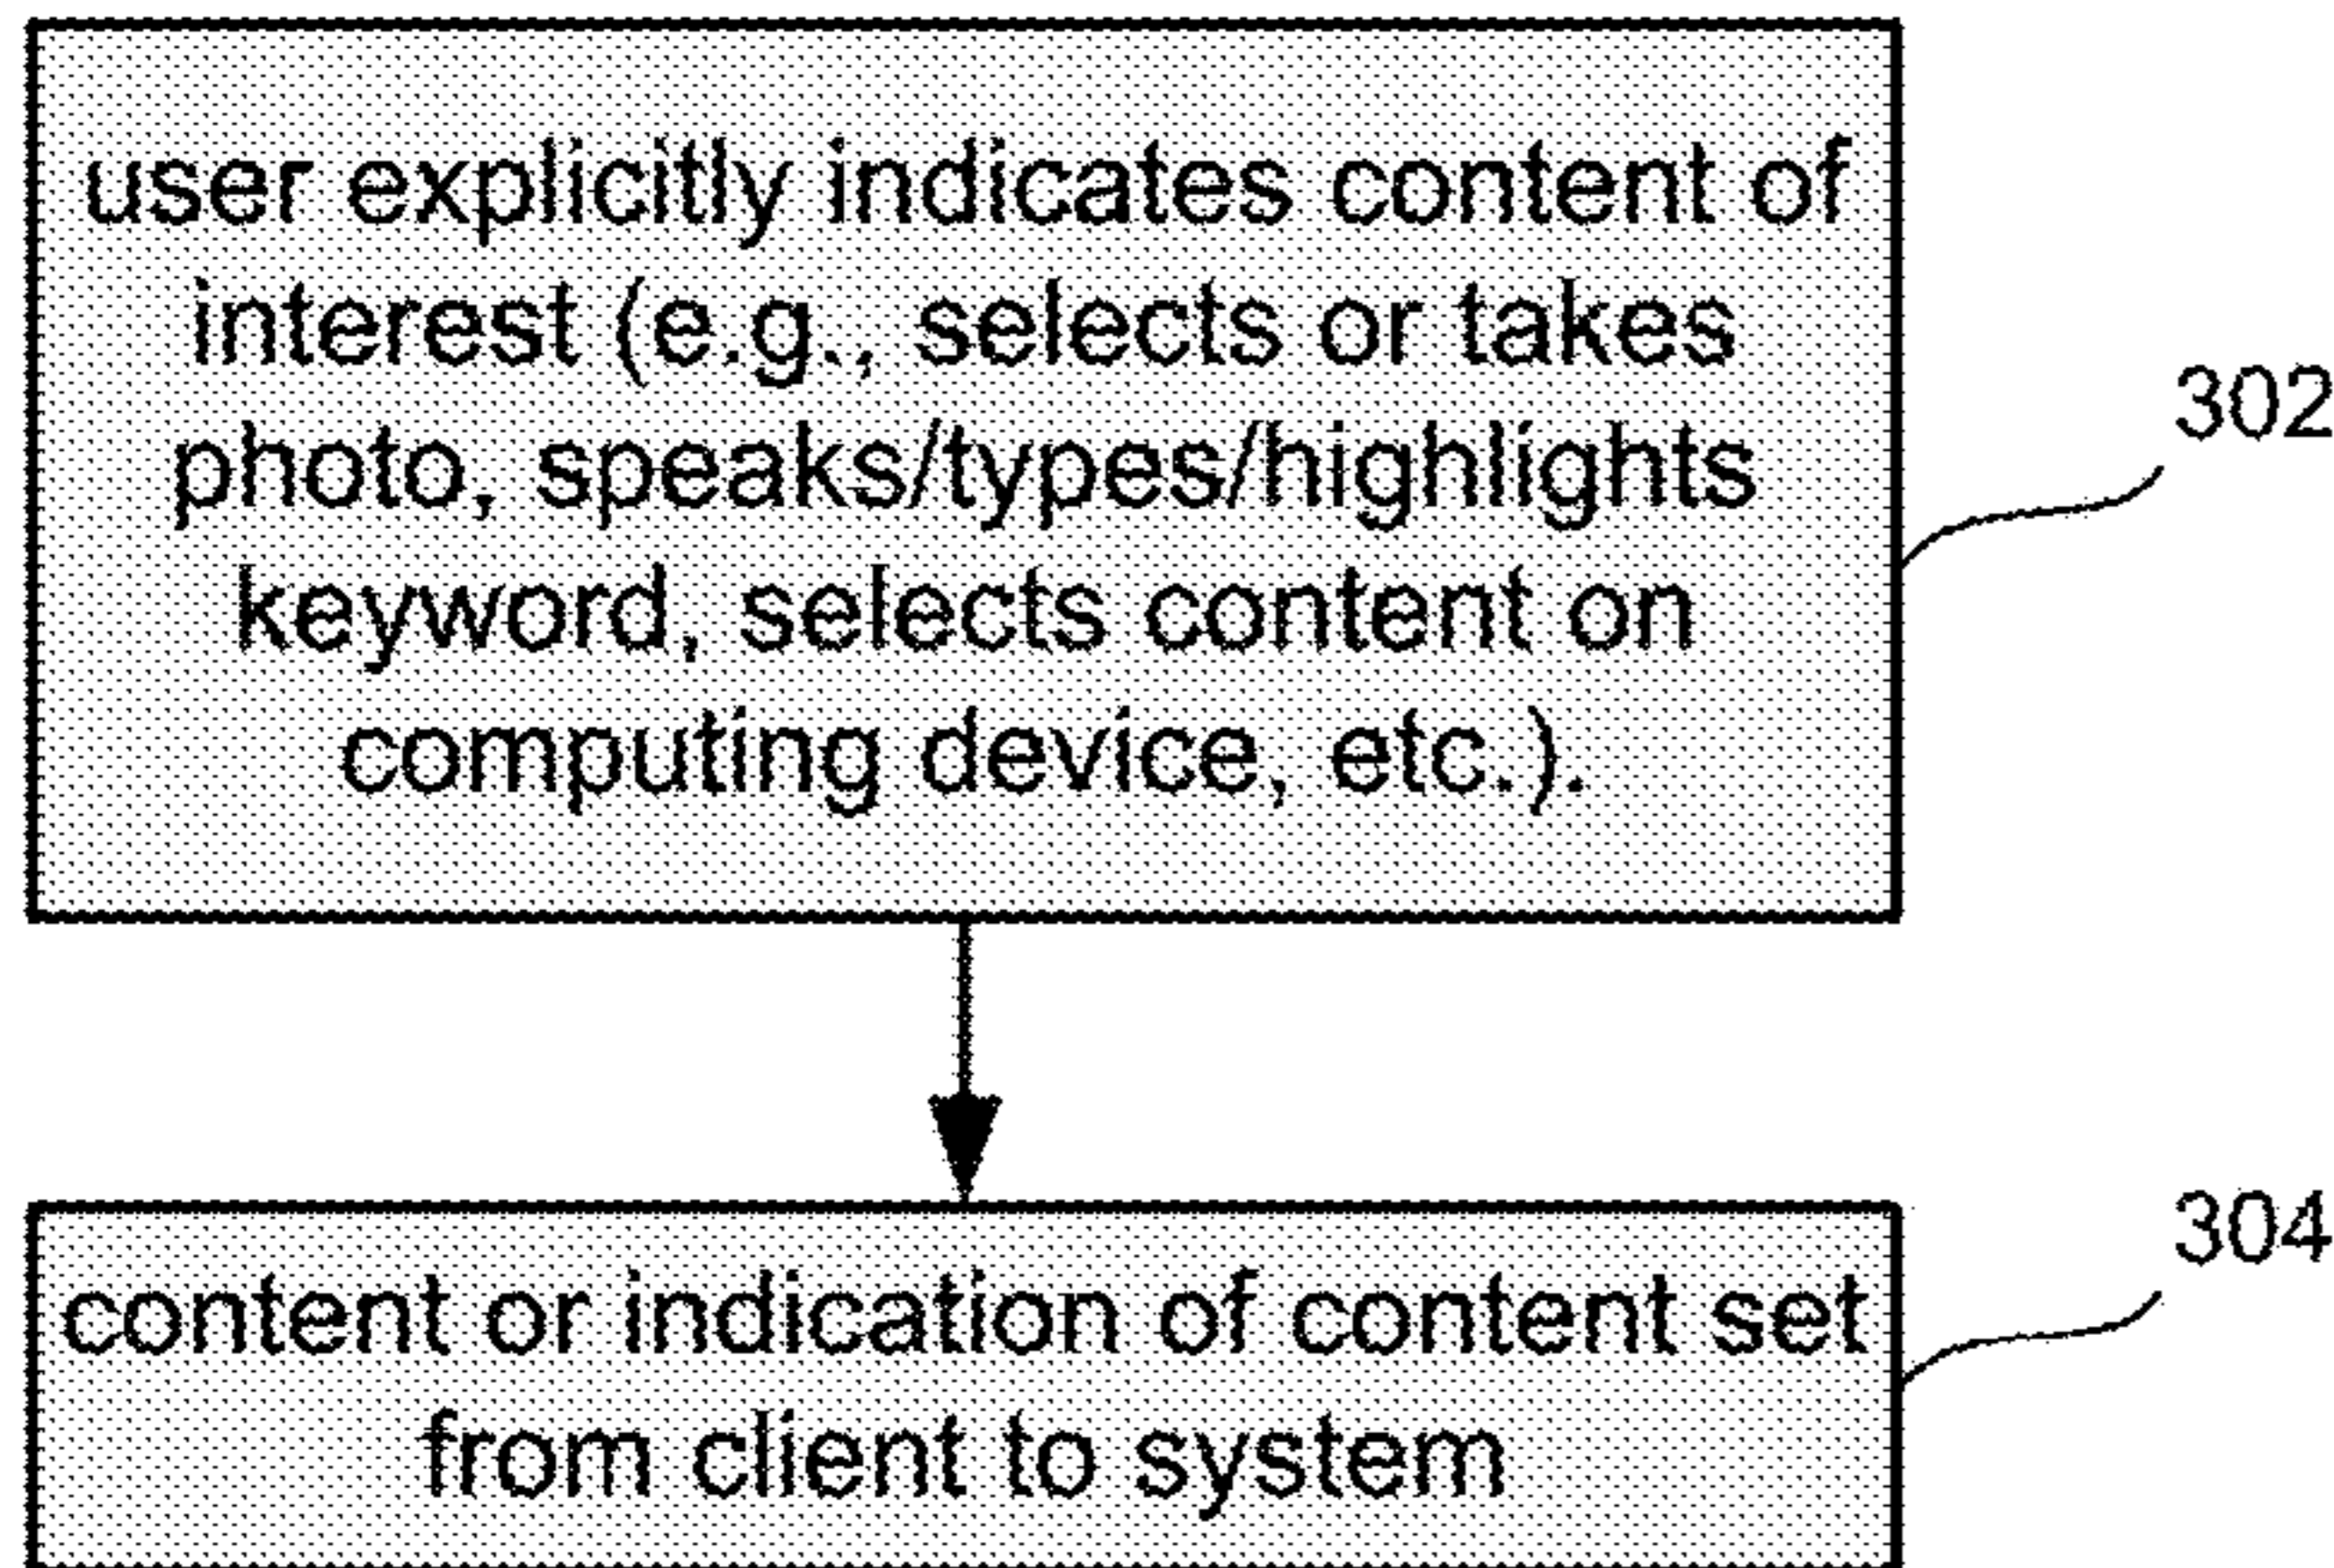 user explicitly indicates content of
interest (e.g., selects or takes
photo, speaks/types/highlights
keyword, selects content on
computing device, etc.).
302
304
content or indication of content set
from client to system